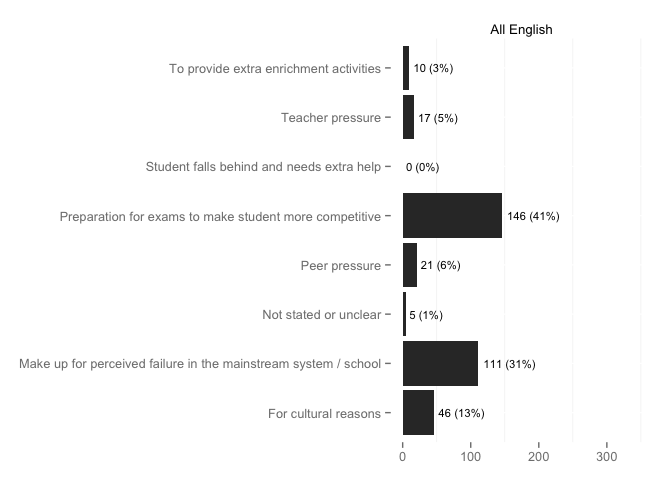 All English
To provide extra enrichment activities 10 (3%)
Teacher pressure 17 (5%)
Student falls behind and needs extra help 0 (0%)
Preparation for exams to make student more competitive 146 (41%)
Peer pressure 21 (6%)
Not stated or unclear 5 (1%)
Make up for perceived failure in the mainstream system / school 111 (31%)
For cultural reasons 46 (13%)
0 100 200 300